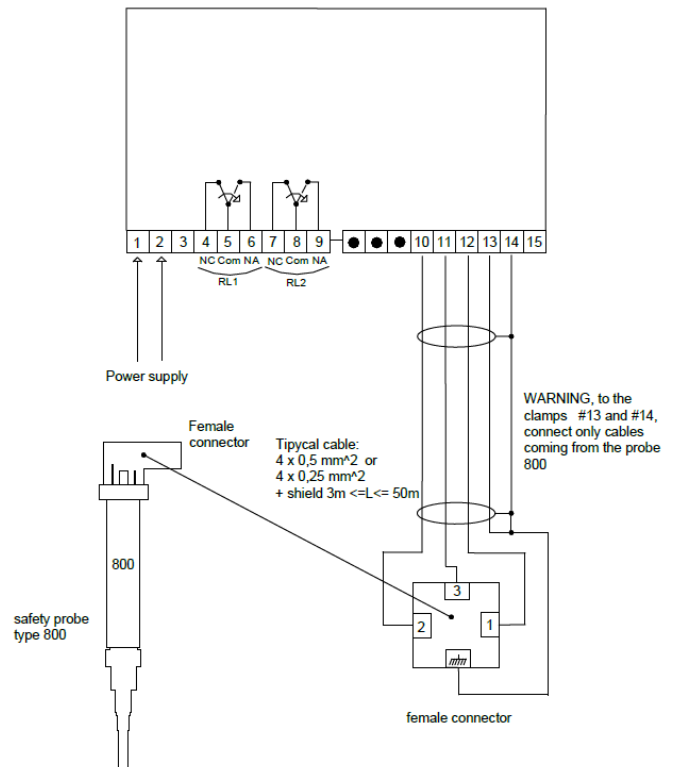 1 2 3 4 5 6 7 8 9 10 11 12 13 14 15
NC Com NA NC Com NA
RL1 RL2
Power supply
WARNING, to the
clamps #13 and #14,
connect only cables
coming from the probe
800
Female
connector
Tipycal cable:
4 x 0,5 mm^2 or
4 x 0,25 mm^2
+ shield 3m <=L<= 50m
800
safety probe
type 800
3
2 1
female connector